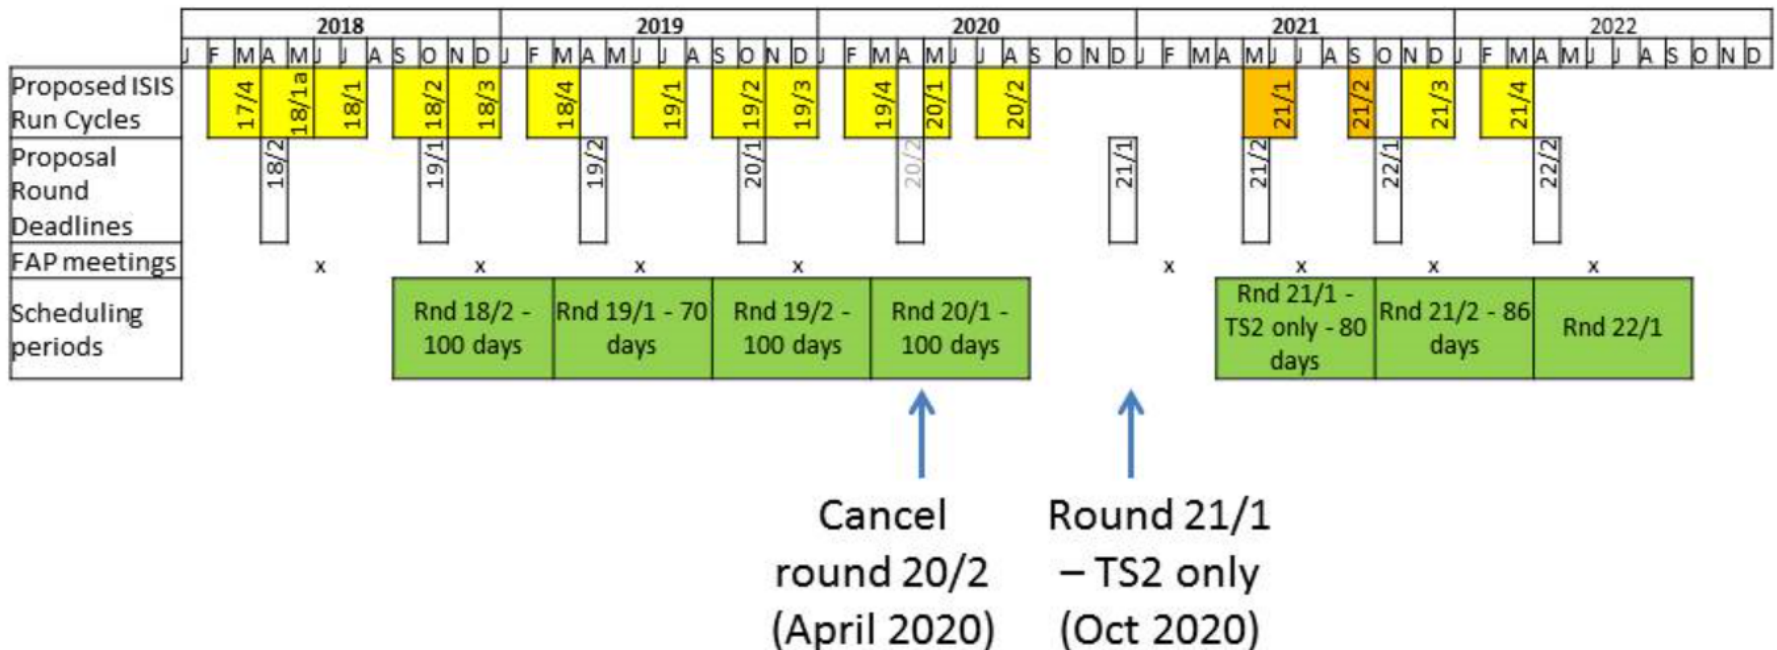 2018 2019 2020 2021 2022
J F M A M J J A S O N D J F M A M J J A S O N D J F M A M J J A S O N D J F M A M J J A S O N D J F M A M J J A S O N D
Proposed ISIS
Run Cycles
17/4 18/1a 18/1 18/2 18/3 18/4 19/1 19/2 19/3 19/4 20/1 20/2 21/1 21/2 21/3 21/4
Proposal
Round
Deadlines
18/2 19/1 19/2 20/1 20/2 21/1 21/2 22/1 22/2
FAP meetings
x x x x x x x x
Scheduling
periods
Rnd 18/2 -
100 days
Rnd 19/1 - 70
days
Rnd 19/2 -
100 days
Rnd 20/1 -
100 days
Rnd 21/1 -
TS2 only - 80
days
Rnd 21/2 - 86
days
Rnd 22/1
Cancel
round 20/2
(April 2020)
Round 21/1
– TS2 only
(Oct 2020)